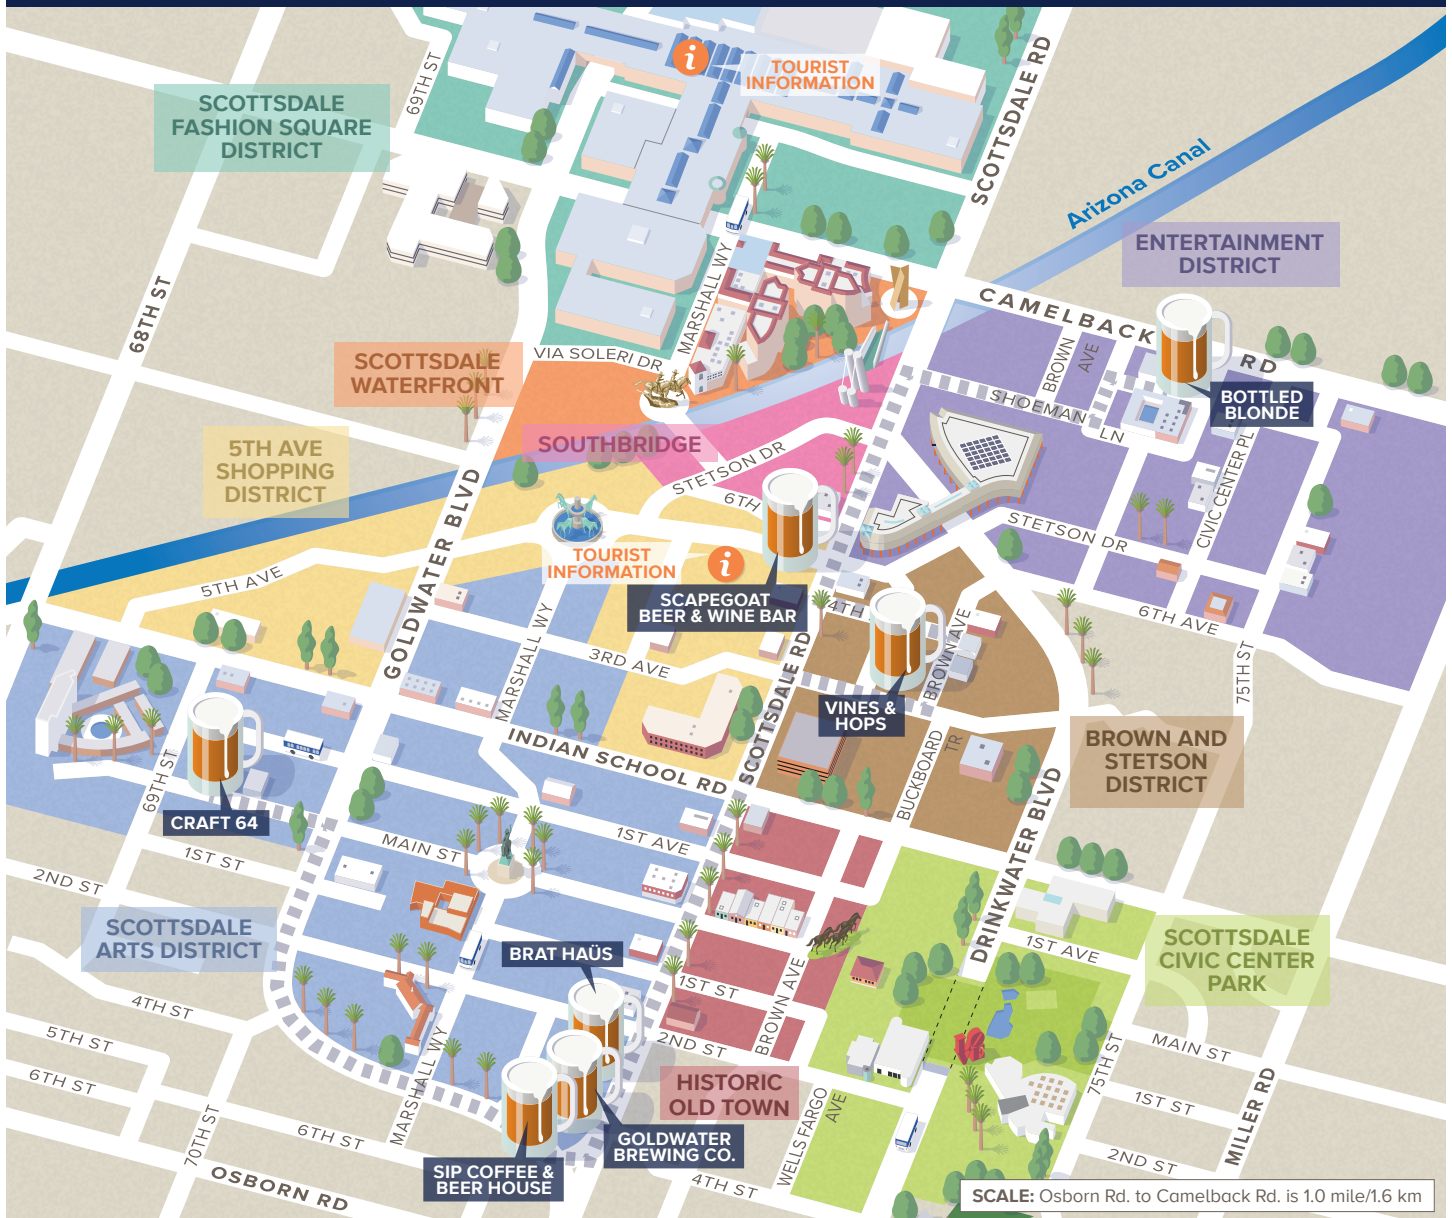 TOURIST
INFORMATION
69TH ST
SCOTTSDALE RD
SCOTTSDALE
FASHION SQUARE
DISTRICT
Arizona Canal
ENTERTAINMENT
DISTRICT
68TH ST
MARSHALL WY
CAMELBACK RD
VIA SOLERI DR
SCOTTSDALE
WATERFRONT
BROWN
AVE
SHOEMAN LN
BOTTLED
BLONDE
5TH AVE
SHOPPING
DISTRICT
SOUTHBRIDGE
STETSON DR
6TH
CIVIC CENTER PL
GOLDWATER BLVD
STETSON DR
TOURIST
INFORMATION
5TH AVE
SCAPEGOAT
BEER & WINE BAR
4TH
BROWN AVE
6TH AVE
MARSHALL WY
3RD AVE
SCOTTSDALE RD
75TH ST
VINES &
HOPS
INDIAN SCHOOL RD
BUCKBOARD
TR
BROWN AND
STETSON
DISTRICT
69TH ST
CRAFT 64
DRINKWATER BLVD
1ST AVE
MAIN ST
1ST ST
2ND ST
SCOTTSDALE
ARTS DISTRICT
BRAT HAÜS
1ST AVE
SCOTTSDALE
CIVIC CENTER
PARK
1ST ST
BROWN AVE
4TH ST
5TH ST
2ND ST
MAIN ST
6TH ST
MARSHALL WY
HISTORIC
OLD TOWN
WELLS FARGO
AVE
75TH ST
1ST ST
MILLER RD
70TH ST
6TH ST
GOLDWATER
BREWING CO.
SIP COFFEE &
BEER HOUSE
2ND ST
OSBORN RD
4TH ST
SCALE: Osborn Rd. to Camelback Rd. is 1.0 mile/1.6 km